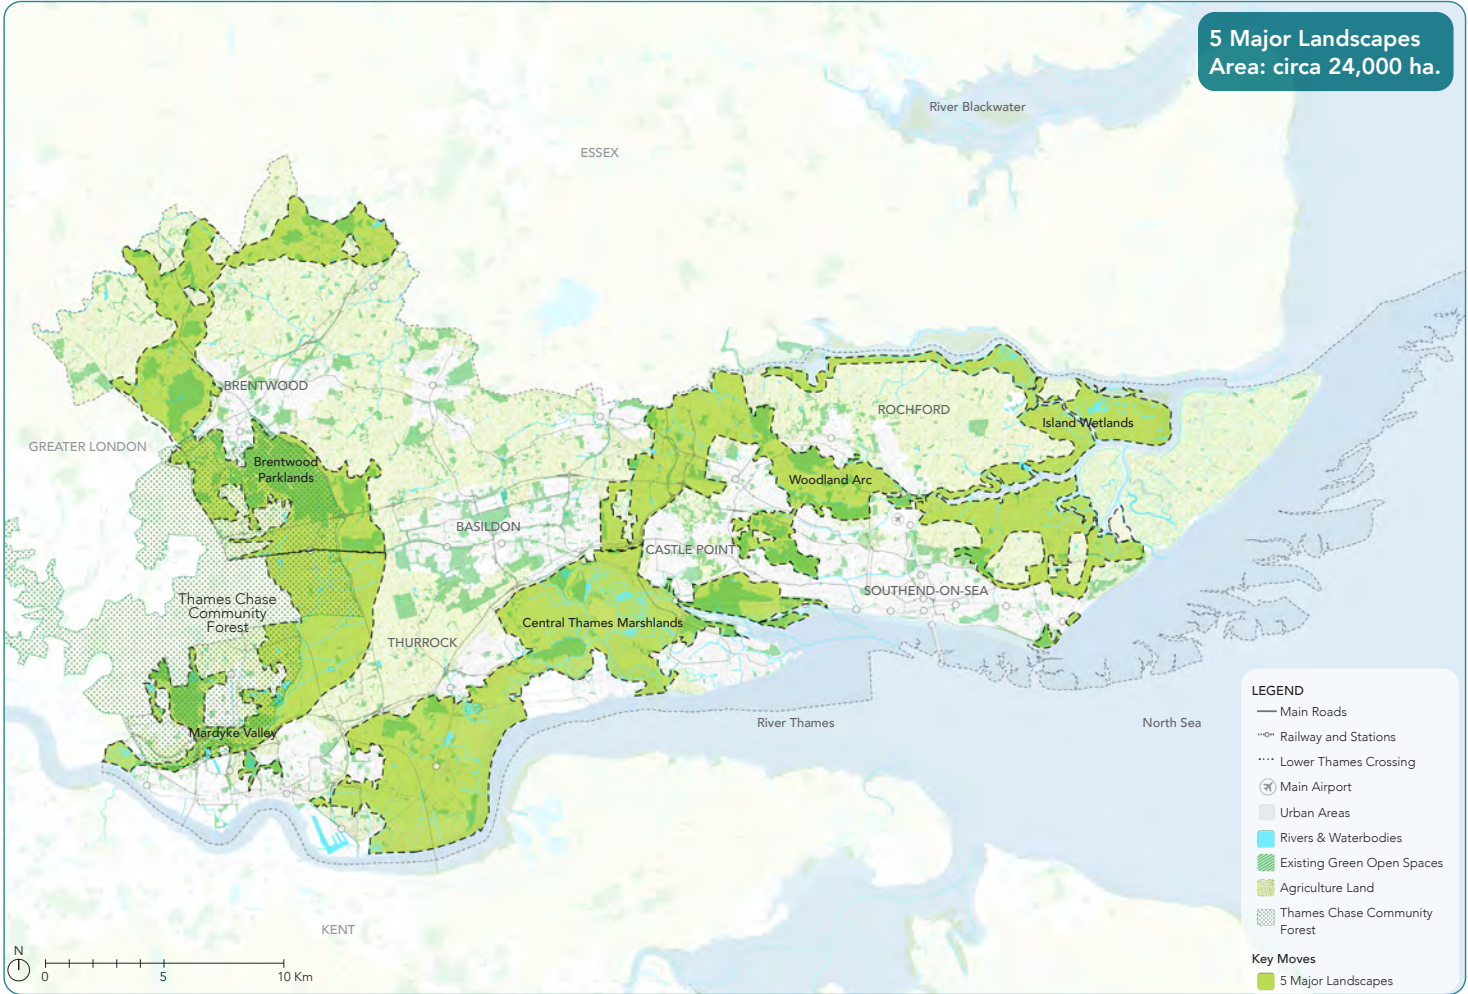 5 Major Landscapes
Area: circa 24,000 ha.
River Blackwater
ESSEX
BRENTWOOD
GREATER LONDON
Brentwood
Parklands
ROCHFORD
Island Wetlands
Woodland Arc
BASILDON
CASTLE POINT
SOUTHEND-ON-SEA
Thames Chase
Community
Forest
Central Thames Marshlands
THURROCK
Mardyke Valley
River Thames
North Sea
KENT
N
0
5
10 Km
LEGEND
Main Roads
Railway and Stations
Lower Thames Crossing
Main Airport
Urban Areas
Rivers & Waterbodies
Existing Green Open Spaces
Agriculture Land
Thames Chase Community
Forest
Key Moves
5 Major Landscapes